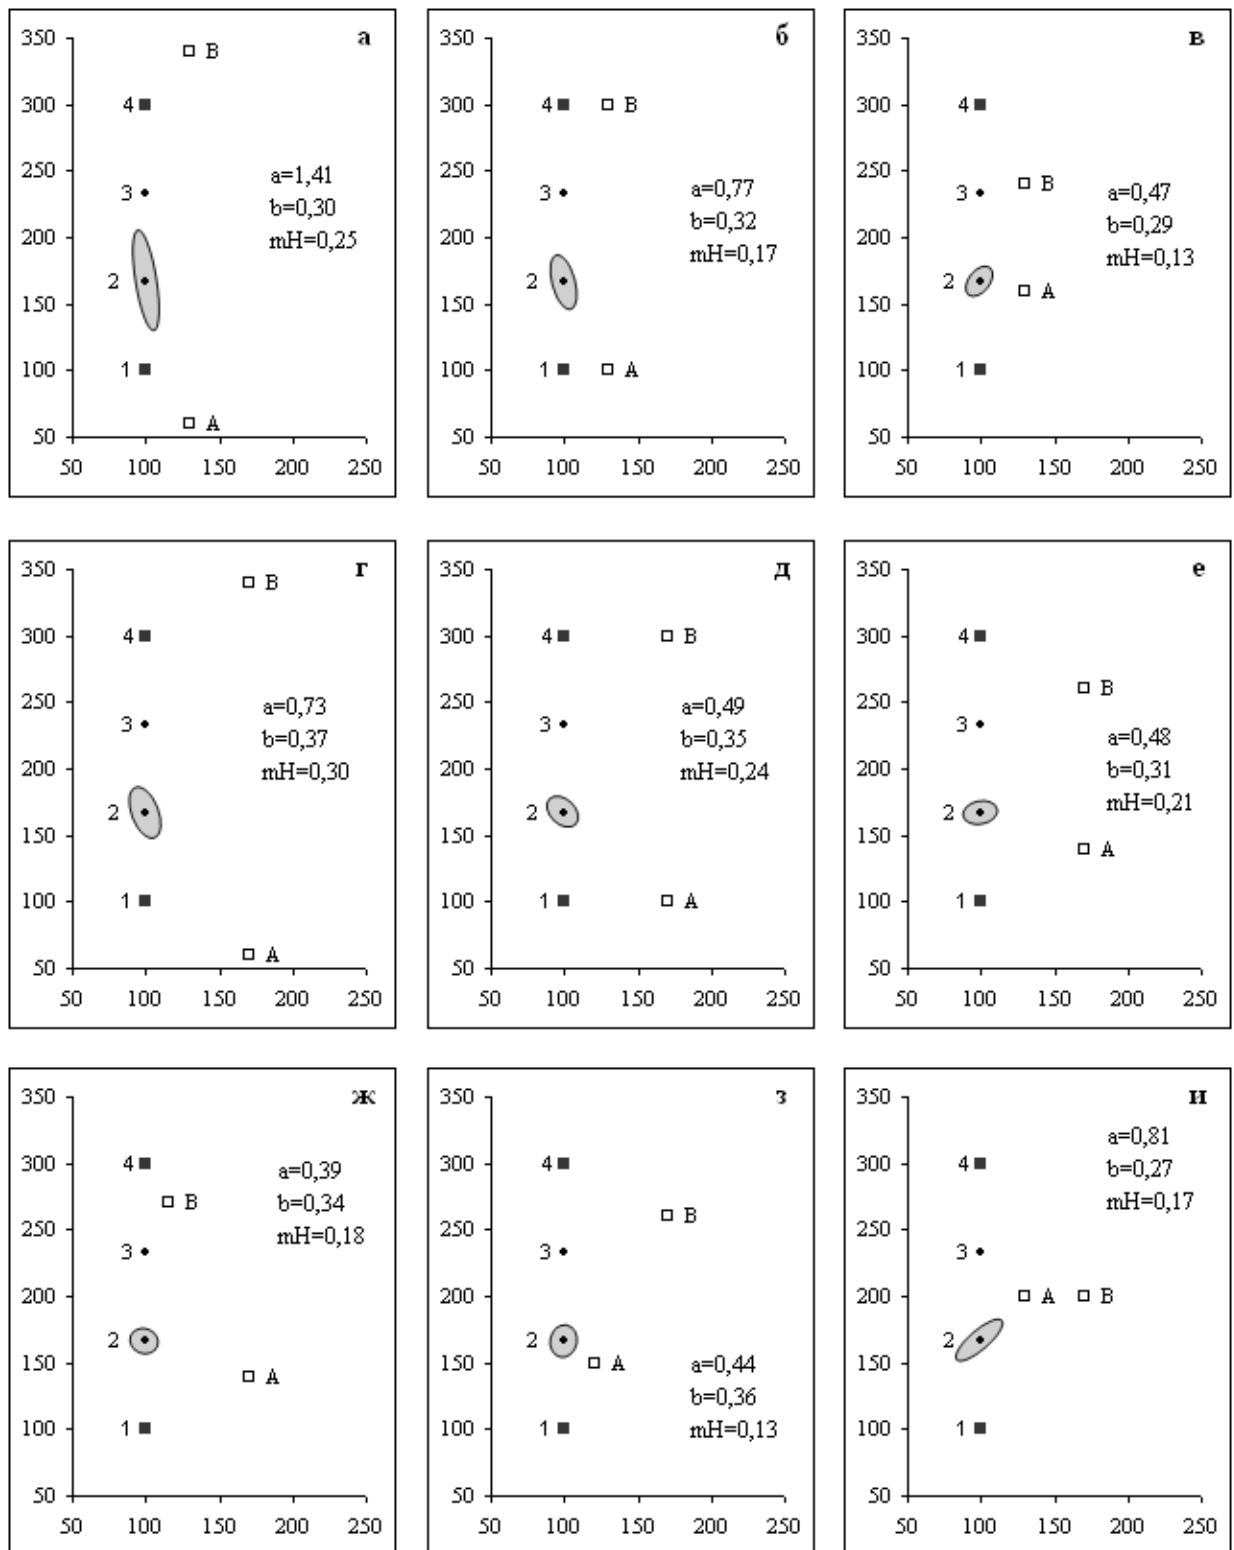 а
350
B
4
300
250
a=1,41
3
b=0,30
200
mH=0,25
2
150
1
100
A
50
50 100 150 200 250
б
350
4
B
300
250
a=0,77
3
b=0,32
200
mH=0,17
2
150
1
A
100
50
50 100 150 200 250
в
350
4
300
250
B
a=0,47
3
b=0,29
200
mH=0,13
2
A
150
1
100
50
50 100 150 200 250
г
350
B
4
300
250
a=0,73
3
b=0,37
200
mH=0,30
2
150
1
100
A
50
50 100 150 200 250
д
350
4
B
300
250
a=0,49
3
b=0,35
200
mH=0,24
2
150
1
A
100
50
50 100 150 200 250
е
350
4
300
B
250
3
a=0,48
b=0,31
200
mH=0,21
2
150
A
1
100
50
50 100 150 200 250
ж
350
4
300
a=0,39
B
b=0,34
250
mH=0,18
3
200
2
150
A
1
100
50
50 100 150 200 250
з
350
4
300
B
250
3
200
2
150
A
a=0,44
b=0,36
1
mH=0,13
100
50
50 100 150 200 250
и
350
a=0,81
4
b=0,27
300
mH=0,17
250
3
200
A B
2
150
1
100
50
50 100 150 200 250